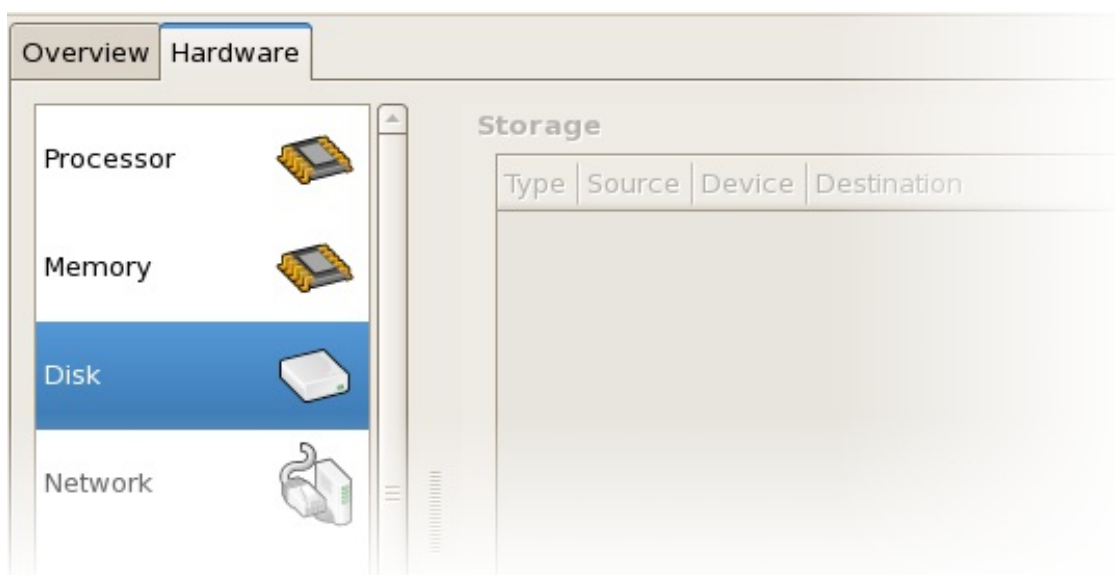 Overview Hardware
Processor
Memory
Disk
Network
Storage
Type Source Device Destination